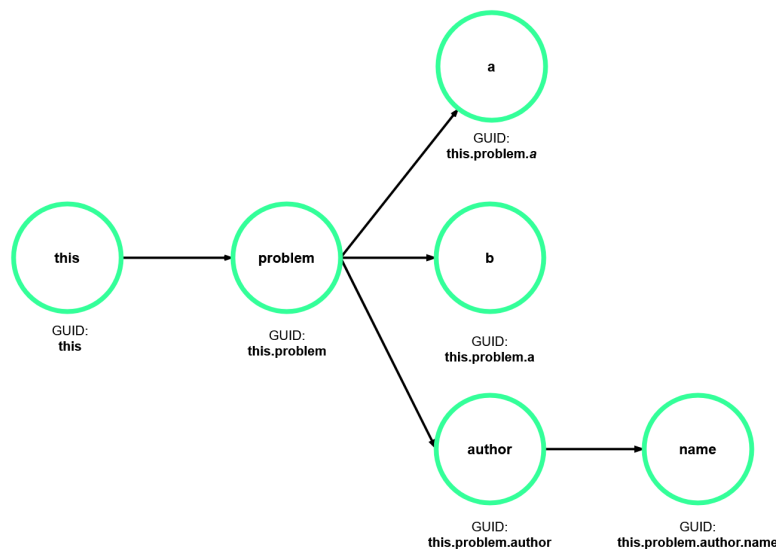 a
GUID:
this.problem.a
this
GUID:
this
problem
GUID:
this.problem
b
GUID:
this.problem.a
author
GUID:
this.problem.author
name
GUID:
this.problem.author.name